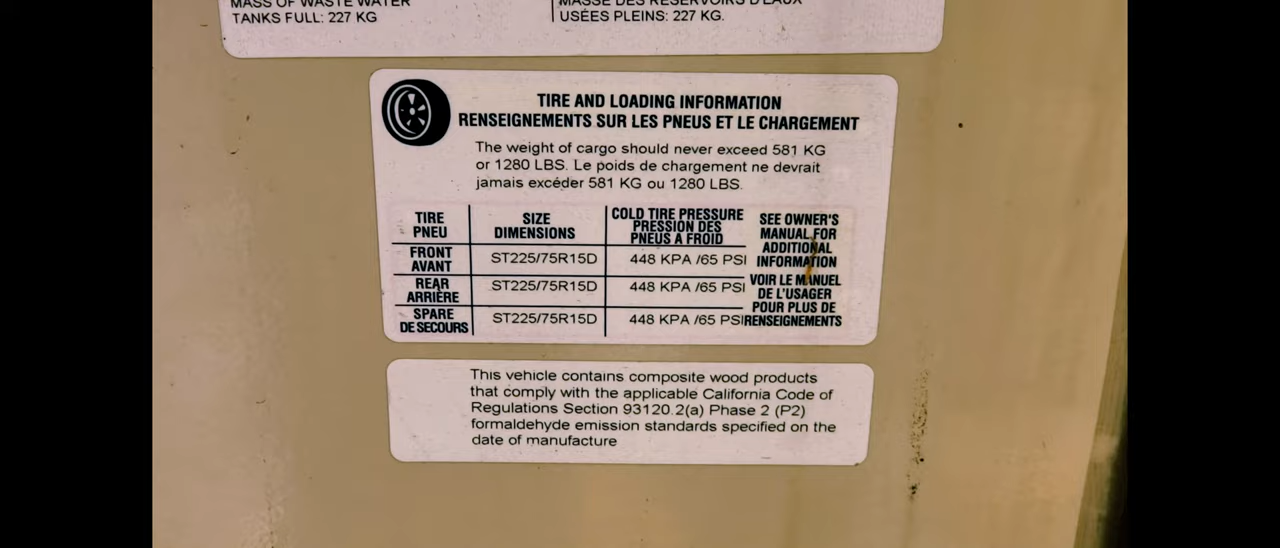 MASS OF WASTE WATER
TANKS FULL: 227 KG
MASSE DES RÉSERVOIRS D'EAUX
USÉES PLEINS: 227 KG.
TIRE AND LOADING INFORMATION
RENSEIGNEMENTS SUR LES PNEUS ET LE CHARGEMENT
The weight of cargo should never exceed 581 KG
or 1280 LBS. Le poids de chargement ne devrait
jamais excéder 581 KG ou 1280 LBS.
TIRE
PNEU
SIZE
DIMENSIONS
COLD TIRE PRESSURE
PRESSION DES
PNEUS A FROID
FRONT
AVANT
ST225/75R15D
448 KPA /65 PSI
REAR
ARRIÈRE
ST225/75R15D
448 KPA /65 PSI
SPARE
DE SECOURS
ST225/75R15D
448 KPA /65 PSI
SEE OWNER'S
MANUAL FOR
ADDITIONAL
INFORMATION
VOIR LE MANUEL
DE L'USAGER
POUR PLUS DE
RENSEIGNEMENTS
This vehicle contains composite wood products
that comply with the applicable California Code of
Regulations Section 93120.2(a) Phase 2 (P2)
formaldehyde emission standards specified on the
date of manufacture